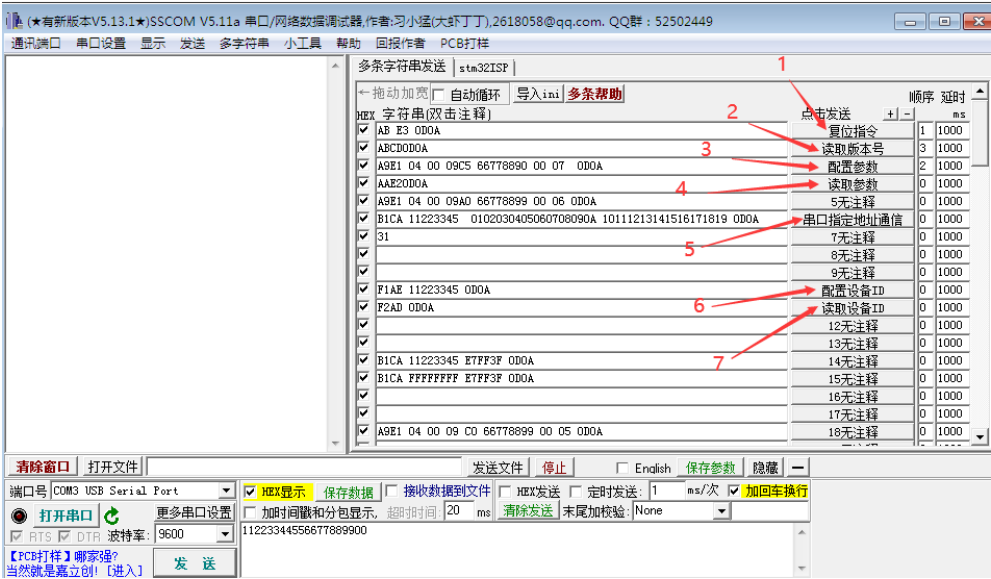 (★有新版本V5.13.1★)SSCOM V5.11a 串口/网络数据调试器,作者:习小猛(大虾丁丁),2618058@qq.com. QQ群：52502449
通讯端口 串口设置 显示 发送 多字符串 小工具 帮助 回报作者 PCB打样
多条字符串发送 stm32ISP
1
←拖动加宽 自动循环 导入ini 多条帮助 顺序 延时
HEX 字符串(双击注释) 点击发送 + - ms
2
AB E3 0D0A 复位指令 1 1000
ABCD0D0A 读取版本号 3 1000
3
A9E1 04 00 09C5 66778890 00 07 0D0A 配置参数 2 1000
4
AAE20D0A 读取参数 0 1000
A9E1 04 00 09A0 66778899 00 06 0D0A 5无注释 0 1000
B1CA 11223345 0102030405060708090A 10111213141516171819 0D0A 串口指定地址通信 0 1000
31 7无注释 0 1000
5
8无注释 0 1000
9无注释 0 1000
F1AE 11223345 0D0A 配置设备ID 0 1000
6
F2AD 0D0A 读取设备ID 0 1000
12无注释 0 1000
13无注释 0 1000
7
B1CA 11223345 E7FF3F 0D0A 14无注释 0 1000
B1CA FFFFFFFF E7FF3F 0D0A 15无注释 0 1000
16无注释 0 1000
17无注释 0 1000
A9E1 04 00 09 C0 66778899 00 05 0D0A 18无注释 0 1000
清除窗口 打开文件 发送文件 停止 English 保存参数 隐藏
端口号 COM3 USB Serial Port HEX显示 保存数据 接收数据到文件 HEX发送 定时发送: 1 ms/次 加回车换行
打开串口 更多串口设置 加时间戳和分包显示, 超时时间: 20 ms 清除发送 末尾加校验: None
RTS DTR 波特率: 9600 11223344556677889900
【PCB打样】哪家强?
当然就是嘉立创! [进入] 发 送